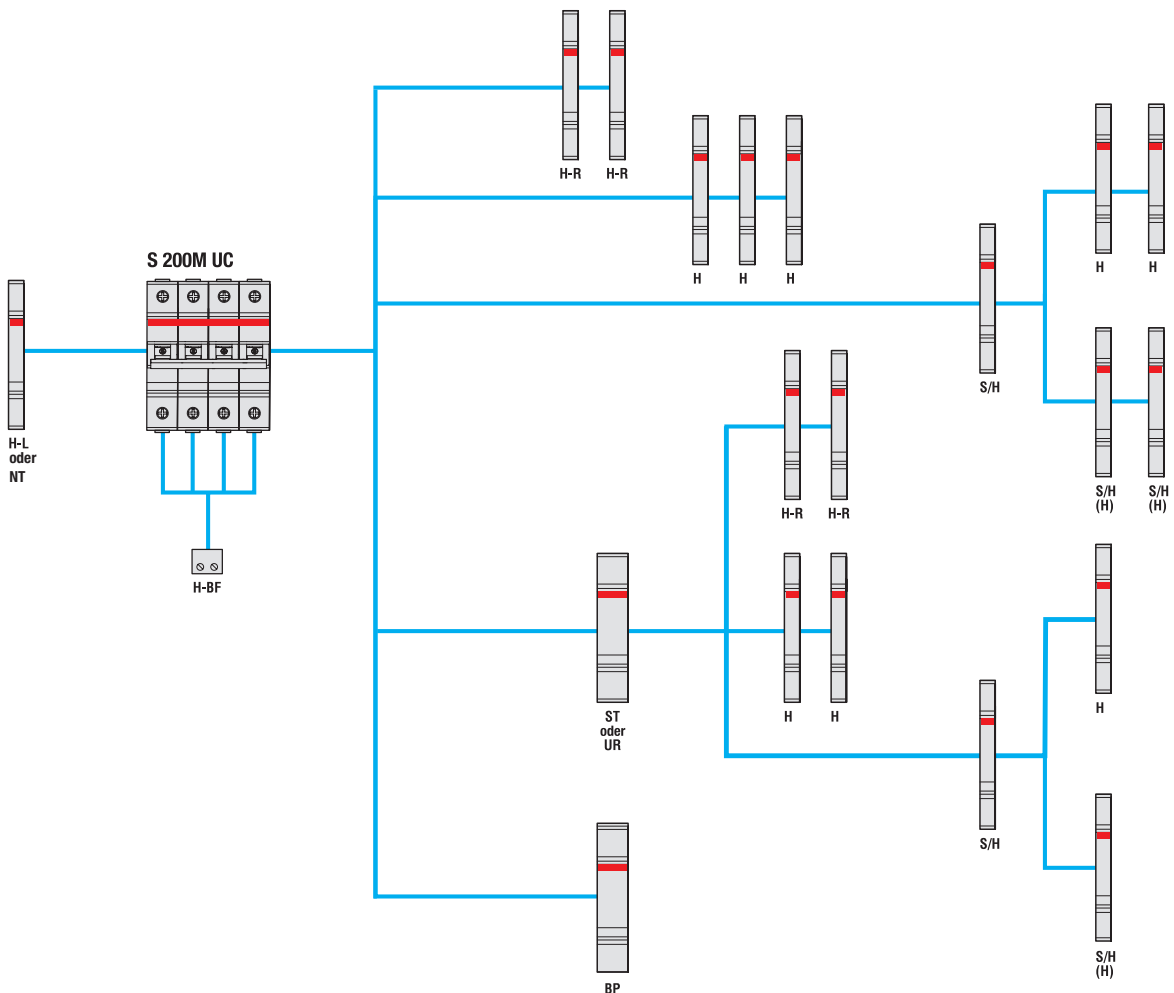 H-R H-R
H H H
S 200M UC
H H
S/H
H-L
oder
NT
S/H S/H
(H) (H)
H-R H-R
H-BF
ST
oder
UR
H H
H
S/H
S/H
(H)
BP